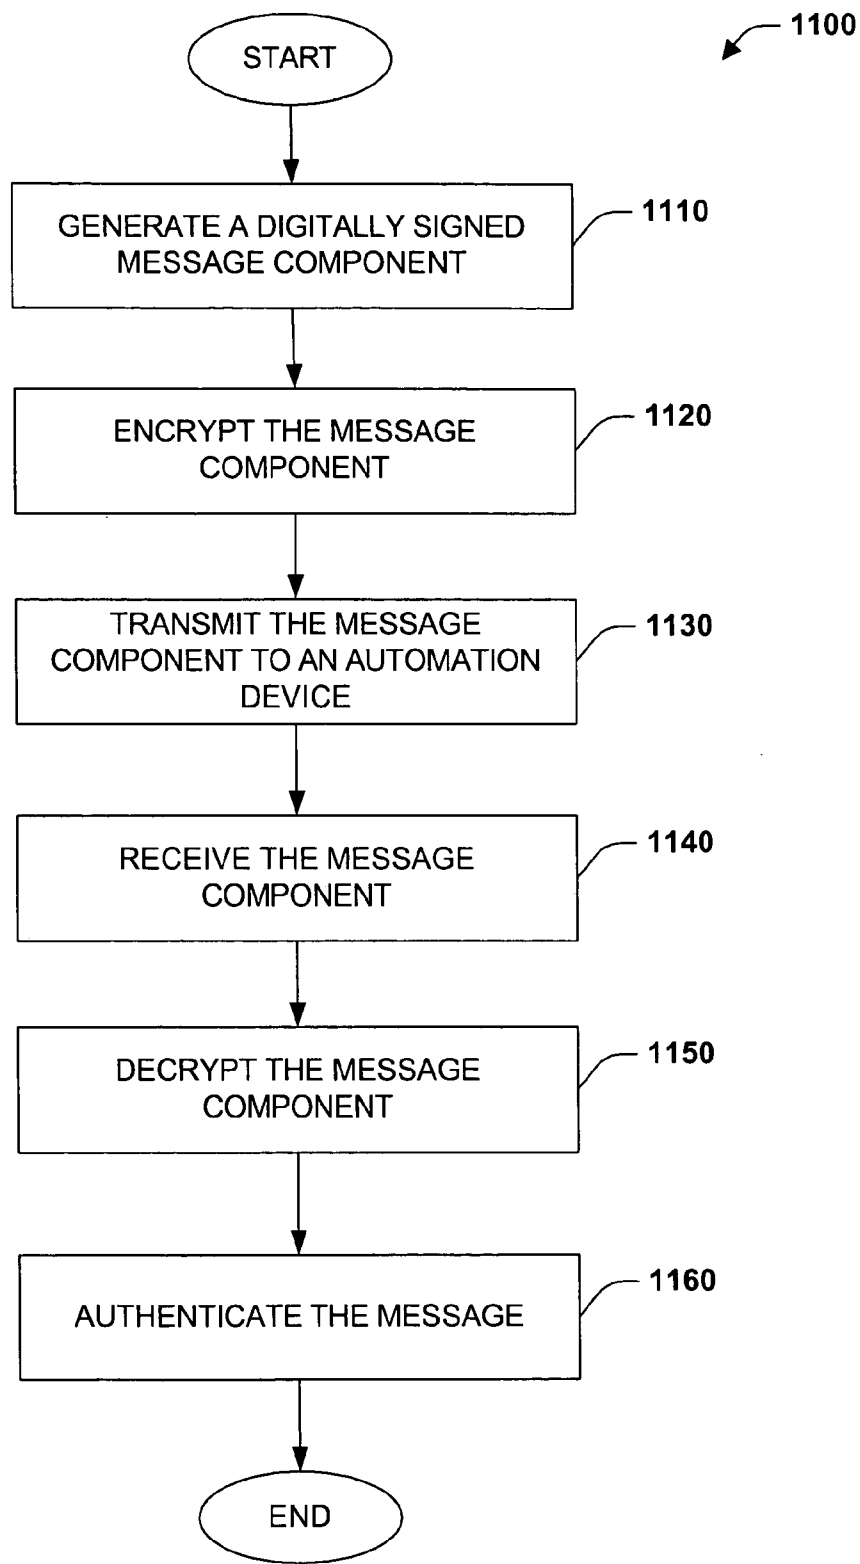 1100
START
GENERATE A DIGITALLY SIGNED
MESSAGE COMPONENT
1110
ENCRYPT THE MESSAGE
COMPONENT
1120
TRANSMIT THE MESSAGE
COMPONENT TO AN AUTOMATION
DEVICE
1130
RECEIVE THE MESSAGE
COMPONENT
1140
DECRYPT THE MESSAGE
COMPONENT
1150
AUTHENTICATE THE MESSAGE
1160
END